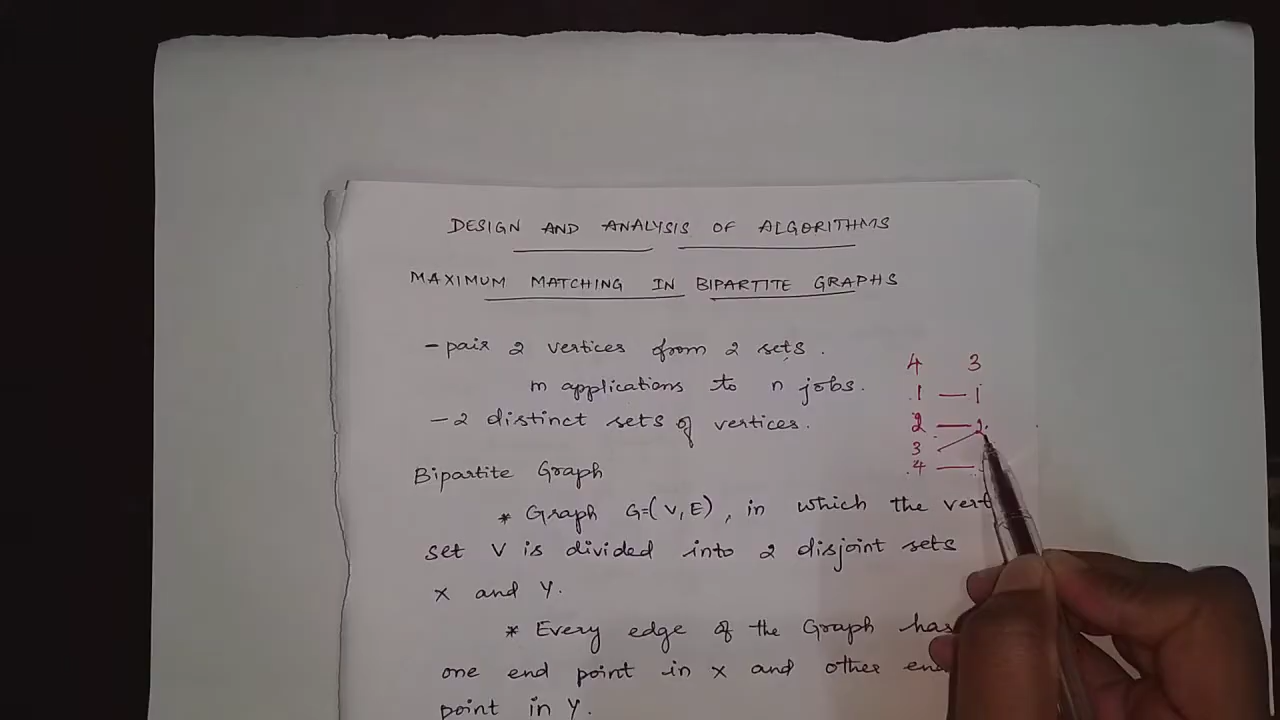 DESIGN AND ANALYSIS OF ALGORITHMS
MAXIMUM MATCHING IN BIPARTITE GRAPHS
- pair 2 vertices from 2 sets.
m applications to n jobs.
- 2 distinct sets of vertices.
4 3
1 — 1
2 — 2
3
4 —
Bipartite Graph
* Graph G=(V,E), in which the
set V is divided into 2 disjoint sets
X and Y.
* Every edge of the Graph has
one end point in X and other
point in Y.